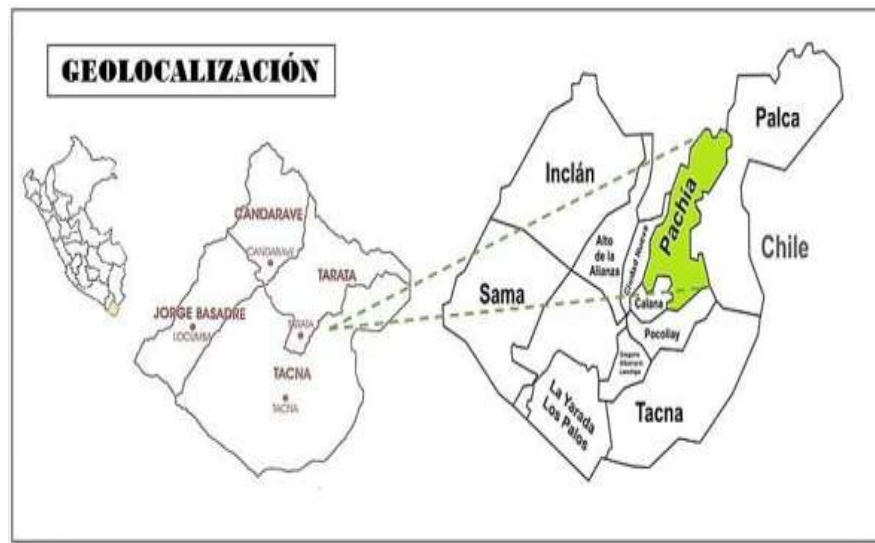 GEOLOCALIZACIÓN
CANDARAVE
CANDARAVE
TARATA
JORGE BASADRE
LOCUMBA
TARATA
TACNA
TACNA
Palca
Inclán
Pachía
Alto
de la
Alianza
Ciudad Nueva
Chile
Sama
Calana
Pocollay
La Yarada
Los Palos
Tacna